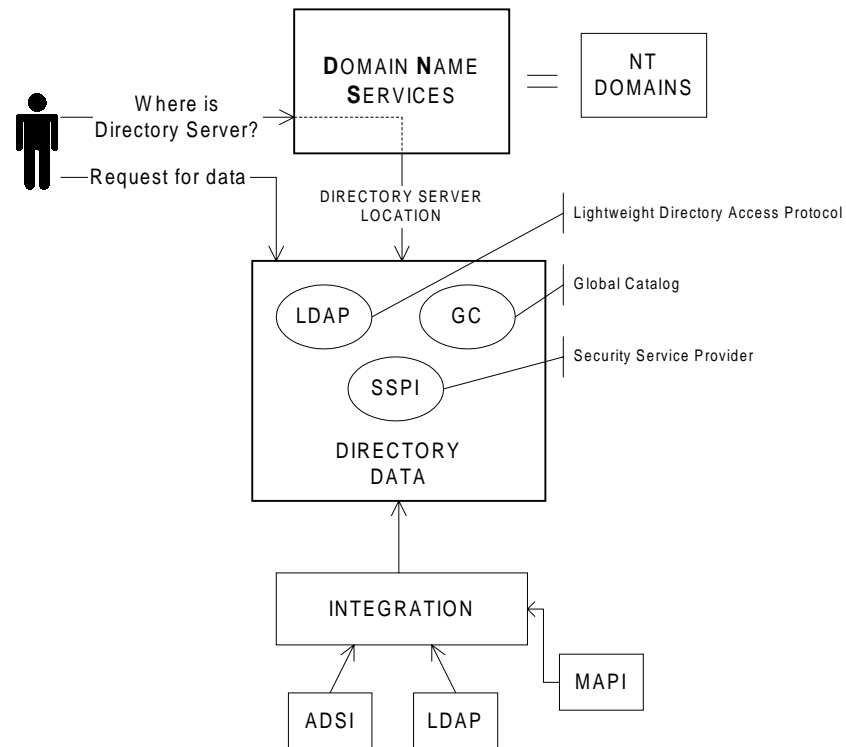 DOMAIN NAME
SERVICES
NT
DOMAINS
Where is
Directory Server?
Request for data
DIRECTORY SERVER
LOCATION
Lightweight Directory Access Protocol
LDAP
GC
Global Catalog
SSPI
Security Service Provider
DIRECTORY
DATA
INTEGRATION
MAPI
ADSI
LDAP